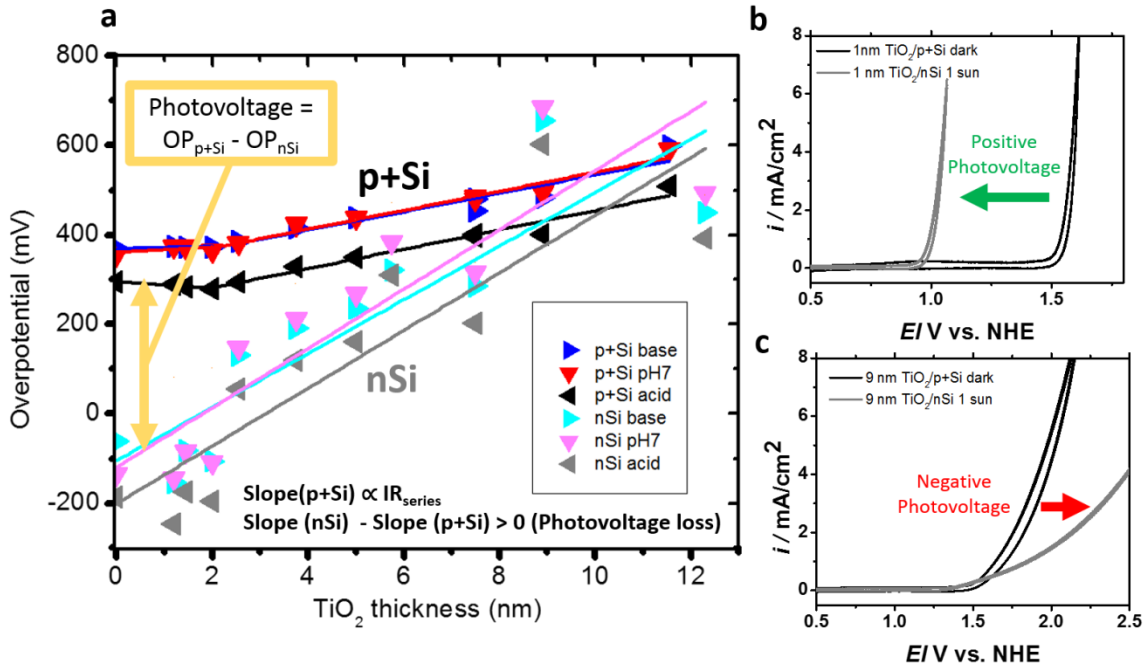 a
800
600
400
200
0
-200
0 2 4 6 8 10 12
Overpotential (mV)
TiO2 thickness (nm)
Photovoltage =
OPp+Si - OPnSi
p+Si
nSi
p+Si base
p+Si pH7
p+Si acid
nSi base
nSi pH7
nSi acid
Slope(p+Si) ∝ IRseries
Slope (nSi) - Slope (p+Si) > 0 (Photovoltage loss)
b
8
6
4
2
0
0.5 1.0 1.5
i / mA/cm2
E/ V vs. NHE
1nm TiO2/p+Si dark
1 nm TiO2/nSi 1 sun
Positive
Photovoltage
c
8
6
4
2
0
0.5 1.0 1.5 2.0 2.5
i / mA/cm2
E/ V vs. NHE
9 nm TiO2/p+Si dark
9 nm TiO2/nSi 1 sun
Negative
Photovoltage